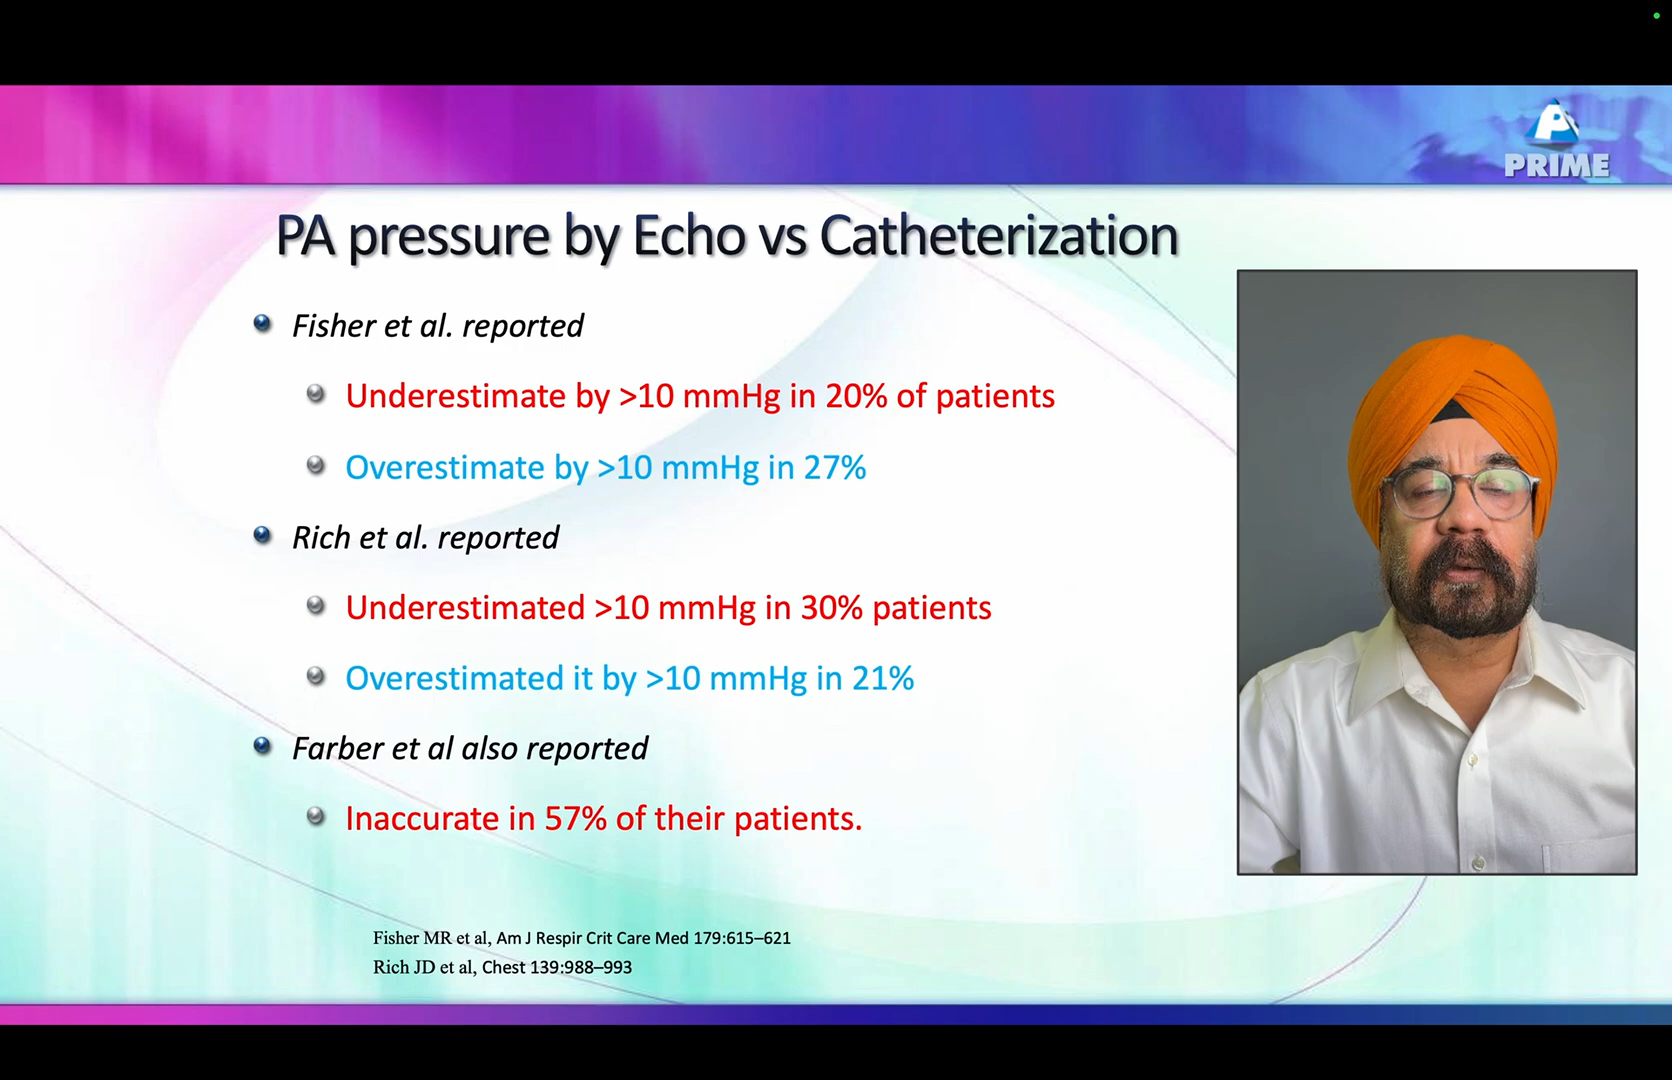 PRIME
PA pressure by Echo vs Catheterization
Fisher et al. reported
Underestimate by >10 mmHg in 20% of patients
Overestimate by >10 mmHg in 27%
Rich et al. reported
Underestimated >10 mmHg in 30% patients
Overestimated it by >10 mmHg in 21%
Farber et al also reported
Inaccurate in 57% of their patients.
Fisher MR et al, Am J Respir Crit Care Med 179:615–621
Rich JD et al, Chest 139:988–993